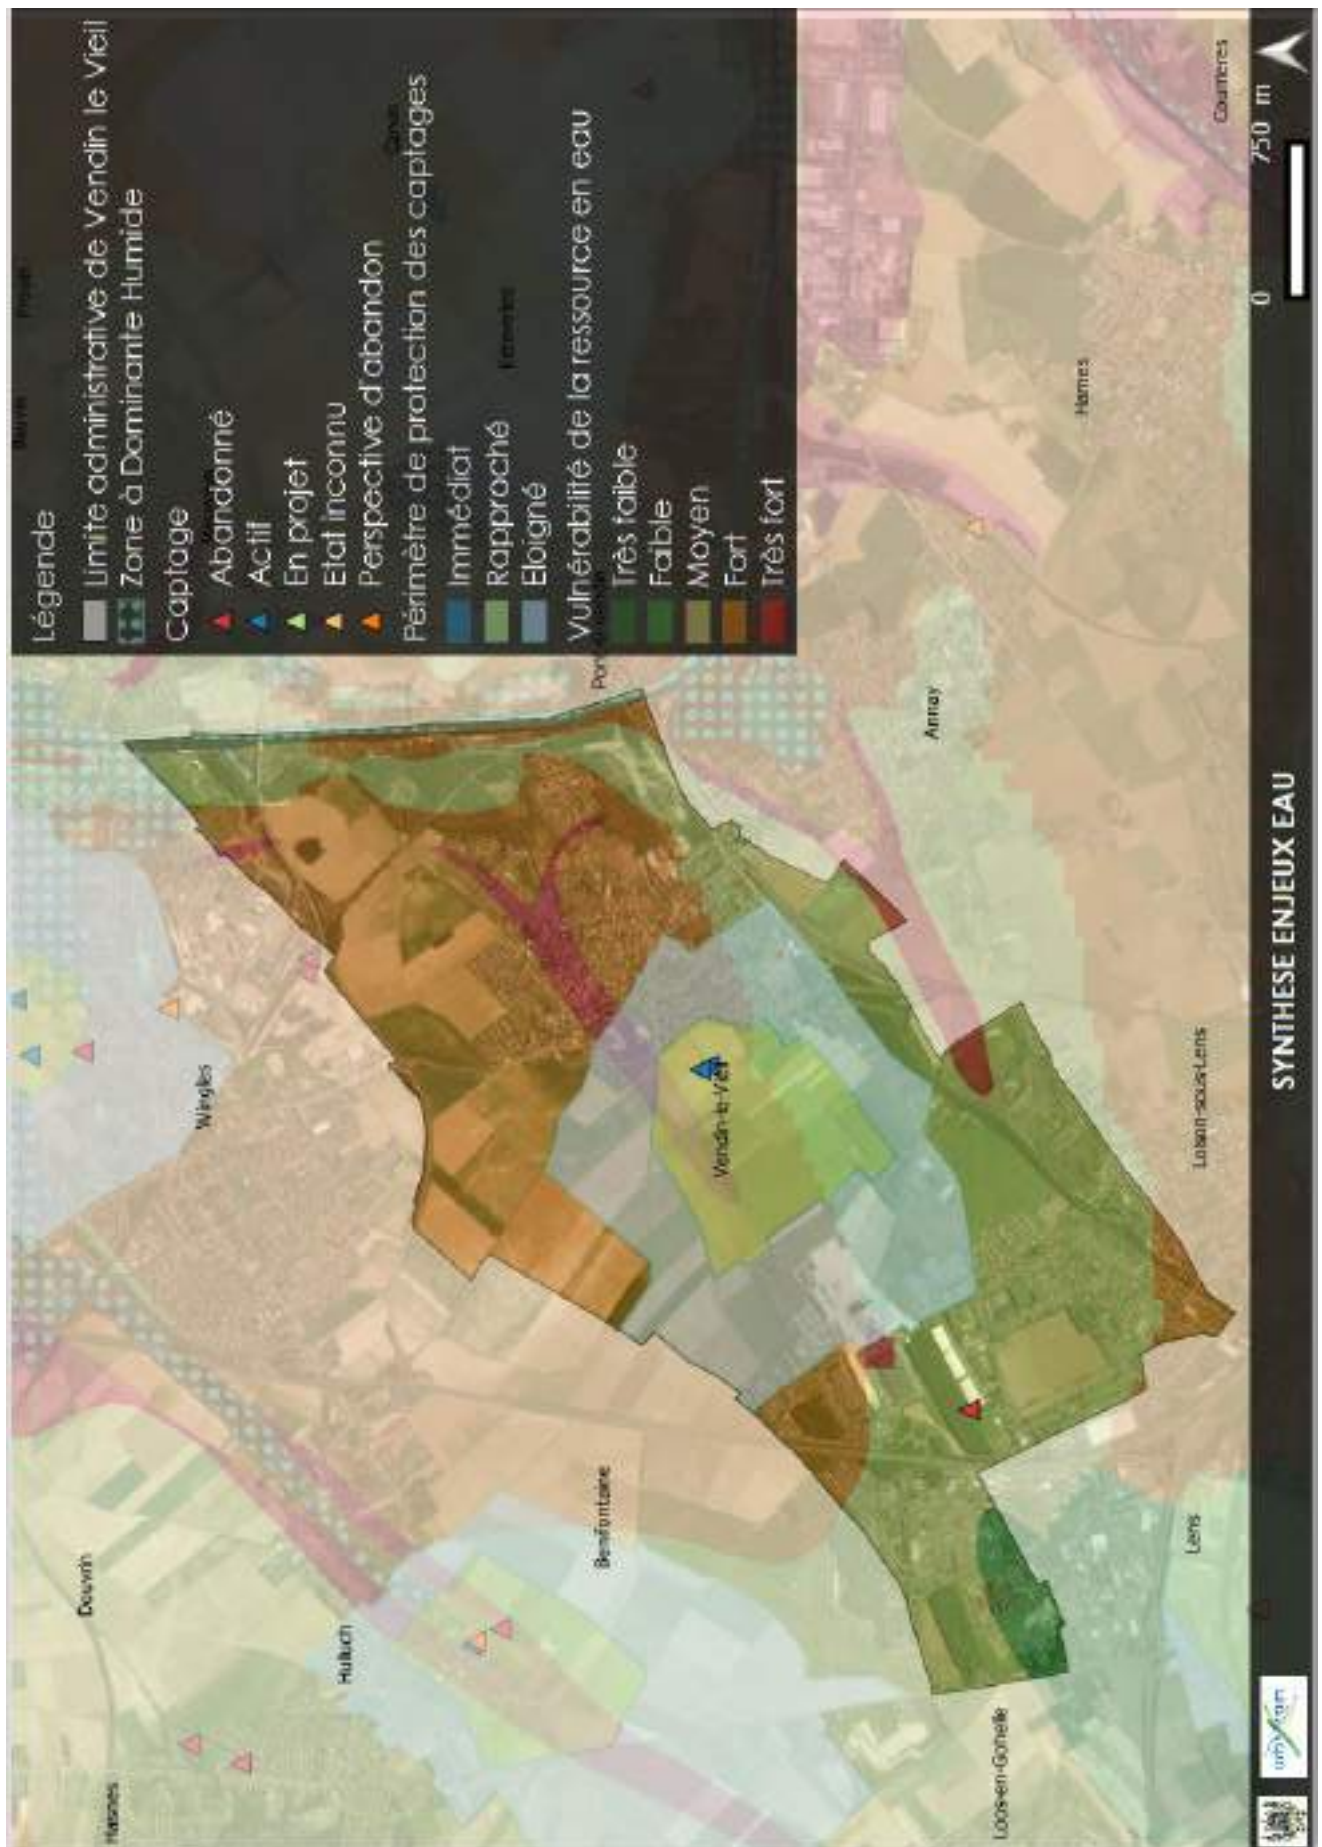 Légende
Limite administrative de Vendin le Vieil
Zone à Dominante Humide
Captage
Abandonné
Actif
En projet
Etat inconnu
Perspective d'abandon
Périmètre de protection des captages
Immédiat
Rapproché
Eloigné
Vulnérabilité de la ressource en eau
Très faible
Faible
Moyen
Fort
Très fort
Haisnes
Douvrin
Hulluch
Wingles
Bénifontaine
Vendin-le-Vieil
Annay
Harnes
Courrières
Loos-en-Gohelle
Lens
Loison-sous-Lens
0
750 m
SYNTHESE ENJEUX EAU